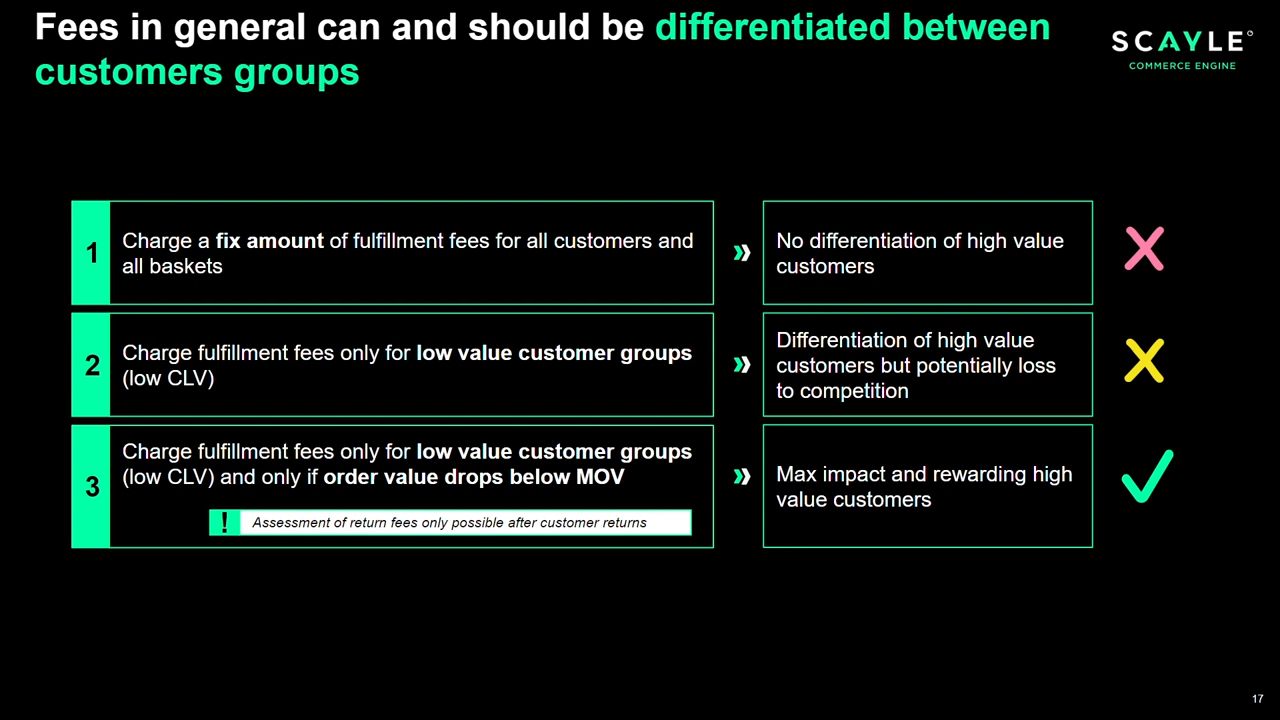 Fees in general can and should be differentiated between
customers groups
SCAYLE
COMMERCE ENGINE
1
Charge a fix amount of fulfillment fees for all customers and
all baskets
No differentiation of high value
customers
2
Charge fulfillment fees only for low value customer groups
(low CLV)
Differentiation of high value
customers but potentially loss
to competition
3
Charge fulfillment fees only for low value customer groups
(low CLV) and only if order value drops below MOV
! Assessment of return fees only possible after customer returns
Max impact and rewarding high
value customers
17